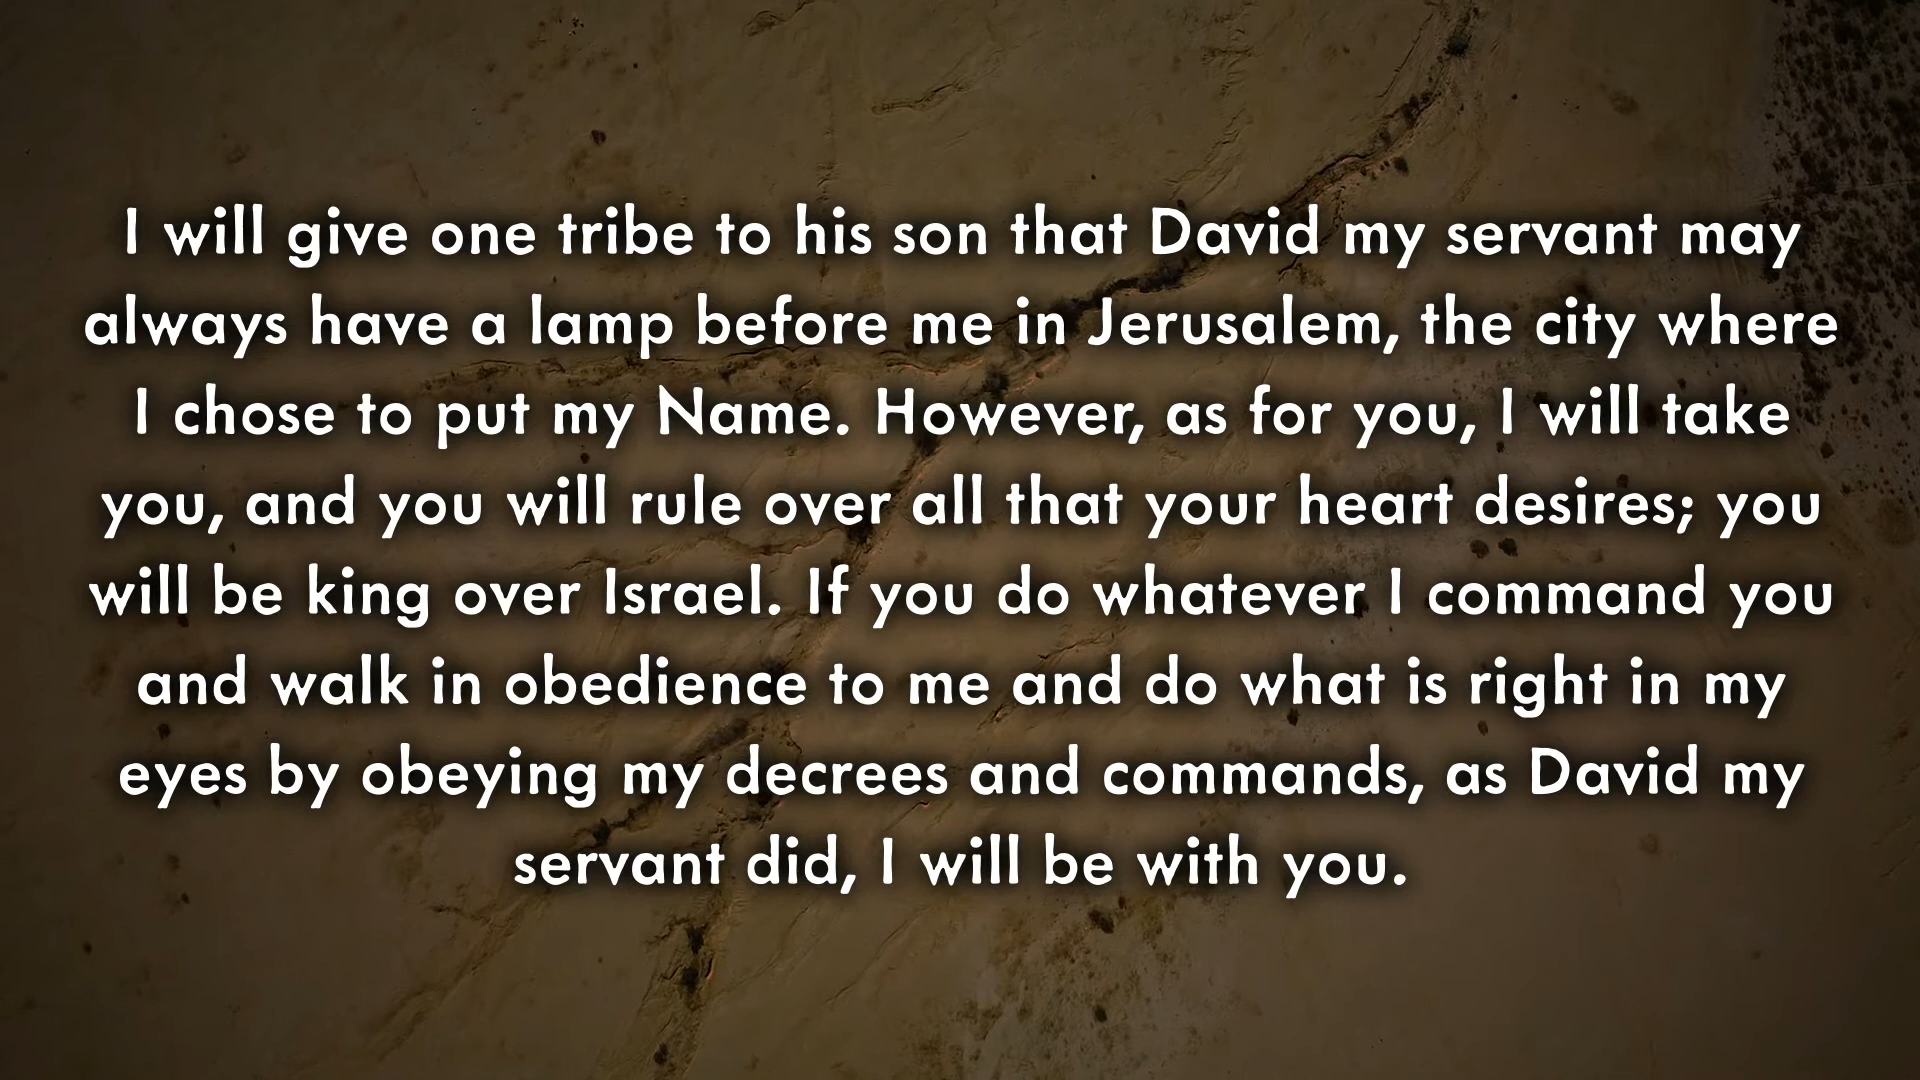 I will give one tribe to his son that David my servant may
always have a lamp before me in Jerusalem, the city where
I chose to put my Name. However, as for you, I will take
you, and you will rule over all that your heart desires; you
will be king over Israel. If you do whatever I command you
and walk in obedience to me and do what is right in my
eyes by obeying my decrees and commands, as David my
servant did, I will be with you.